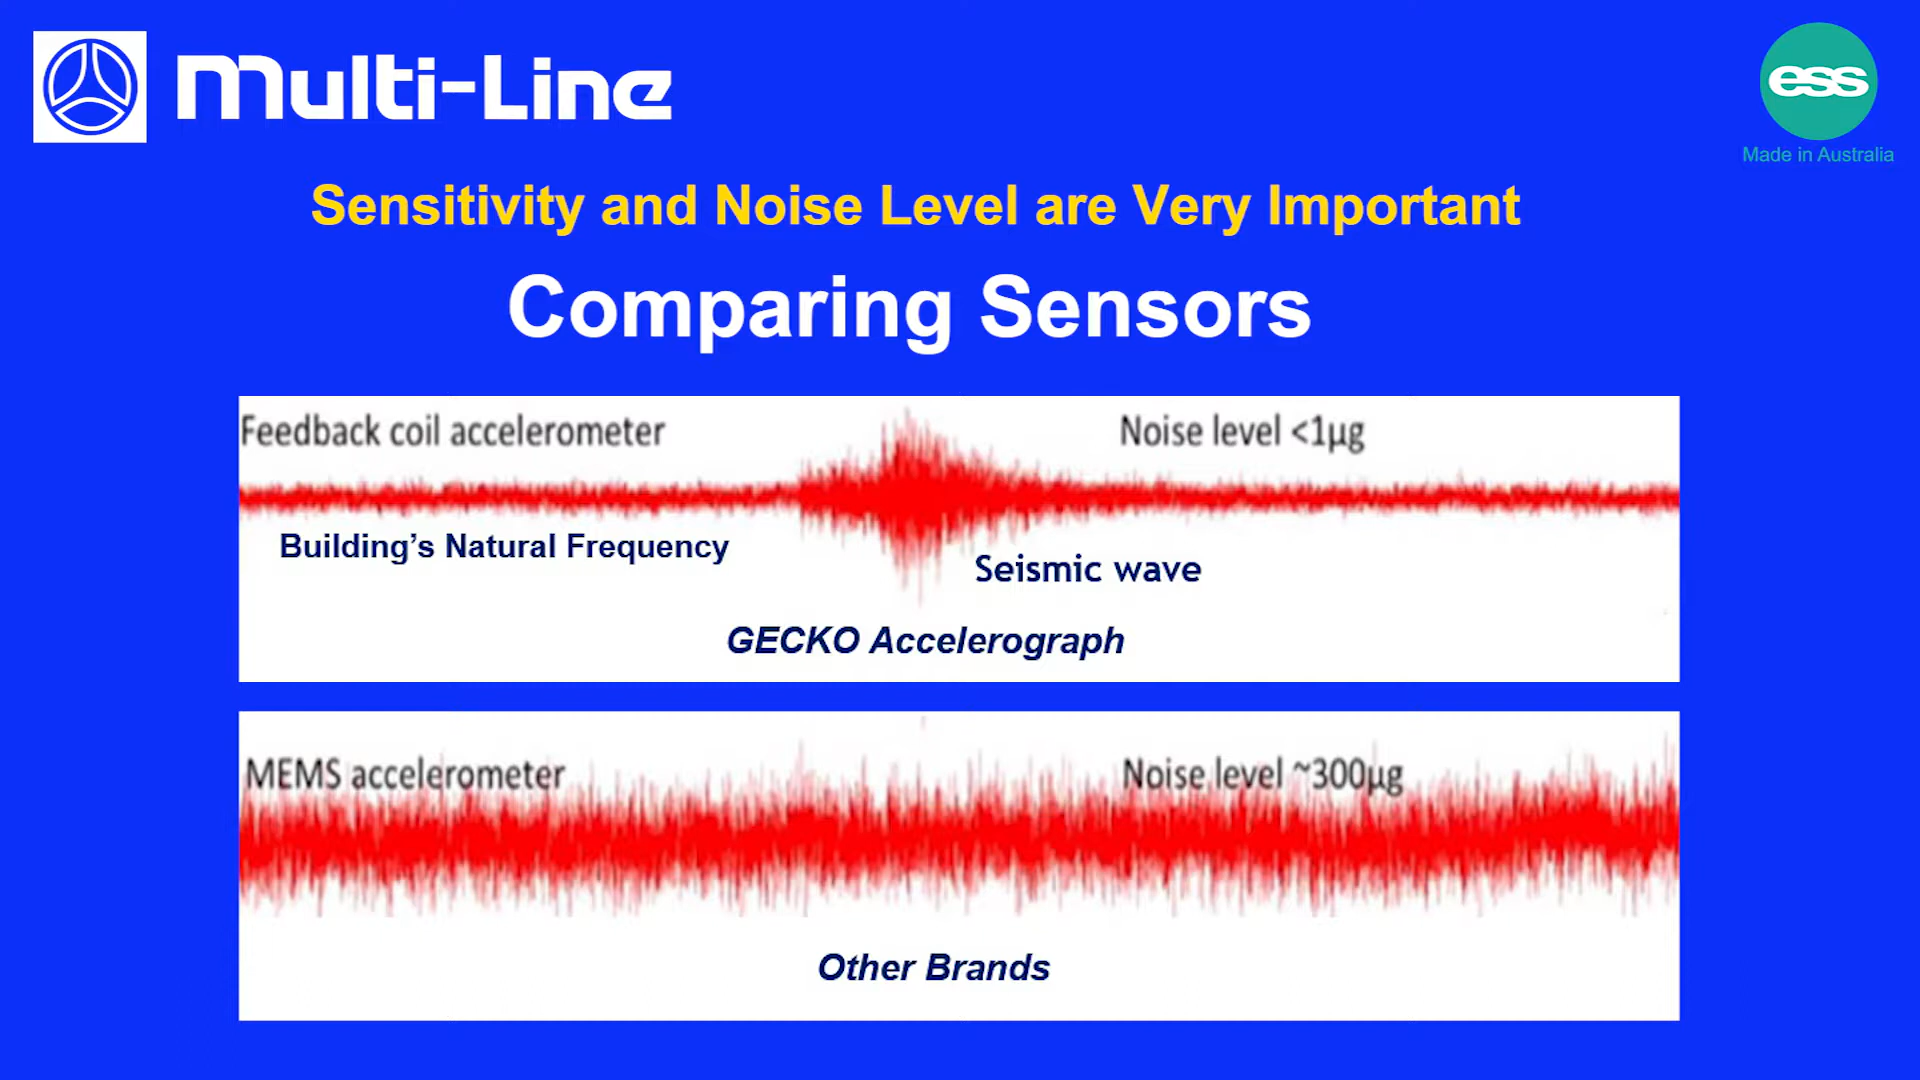 Multi-Line
ess
Made in Australia
Sensitivity and Noise Level are Very Important
Comparing Sensors
Feedback coil accelerometer
Noise level <1µg
Building’s Natural Frequency
Seismic wave
GECKO Accelerograph
MEMS accelerometer
Noise level ~300µg
Other Brands